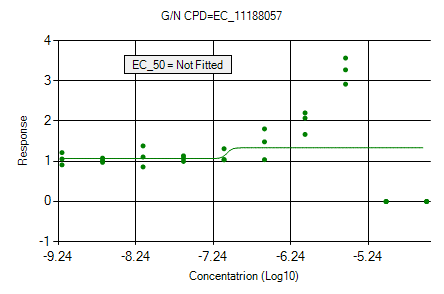 G/N CPD=EC_11188057
EC_50 = Not Fitted
4
3
2
1
0
-1
Response
-9.24 -8.24 -7.24 -6.24 -5.24
Concentatrion (Log10)